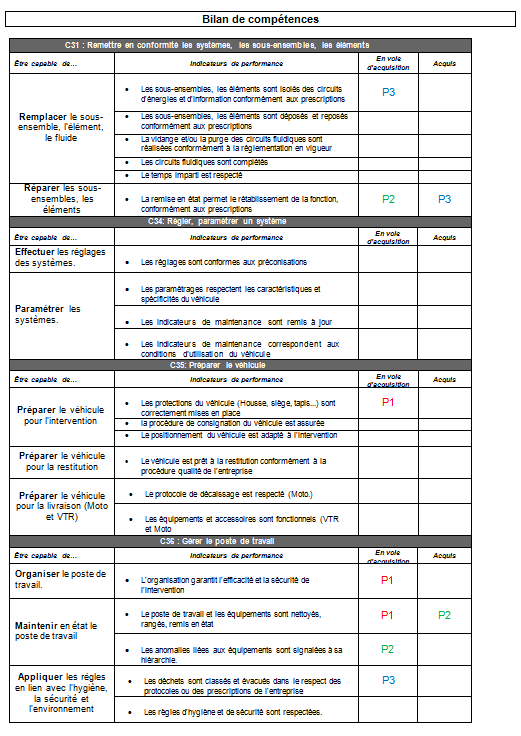 Bilan de compétences
C31 : Remettre en conformité les systèmes, les sous-ensembles, les éléments
Être capable de... Indicateurs de performance En voie d'acquisition Acquis
Remplacer le sous-ensemble, l'élément, le fluide
• Les sous-ensembles, les éléments sont isolés des circuits
d'énergies et d'information conformément aux prescriptions
P3
• Les sous-ensembles, les éléments sont déposés et reposés
conformément aux prescriptions
• La vidange et/ou la purge des circuits fluidiques sont
réalisées conformément à la réglementation en vigueur
• Les circuits fluidiques sont complétés
• Le temps imparti est respecté
Réparer les sous-
ensembles, les
éléments
• La remise en état permet le rétablissement de la fonction,
conformément aux prescriptions
P2 P3
C34: Régler, paramétrer un système
Être capable de... Indicateurs de performance En voie d'acquisition Acquis
Effectuer les réglages
des systèmes.
• Les réglages sont conformes aux préconisations
Paramétrer les
systèmes.
• Les paramétrages respectent les caractéristiques et
spécificités du véhicule
• Les indicateurs de maintenance sont remis à jour
• Les indicateurs de maintenance correspondent aux
conditions d'utilisation du véhicule
C35: Préparer le véhicule
Être capable de... Indicateurs de performance En voie d'acquisition Acquis
Préparer le véhicule
pour l'intervention
• Les protections du véhicule (Housse, siège, tapis...) sont
correctement mises en place
P1
• la procédure de consignation du véhicule est assurée
• Le positionnement du véhicule est adapté à l'intervention
Préparer le véhicule
pour la restitution
• Le véhicule est prêt à la restitution conformément à la
procédure qualité de l'entreprise
Préparer le véhicule
pour la livraison (Moto
et VTR)
• Le protocole de décaissage est respecté (Moto.)
• Les équipements et accessoires sont fonctionnels (VTR
et Moto
C36 : Gérer le poste de travail
Être capable de... Indicateurs de performance En voie d'acquisition Acquis
Organiser le poste de
travail.
• L'organisation garantit l'efficacité et la sécurité de
l'intervention
P1
Maintenir en état le
poste de travail
• Le poste de travail et les équipements sont nettoyés,
rangés, remis en état
P1 P2
• Les anomalies liées aux équipements sont signalées à sa
hiérarchie.
P2
Appliquer les règles
en lien avec l'hygiène,
la sécurité et
l'environnement
• Les déchets sont classés et évacués dans le respect des
protocoles ou des prescriptions de l'entreprise
P3
• Les règles d'hygiène et de sécurité sont respectées.